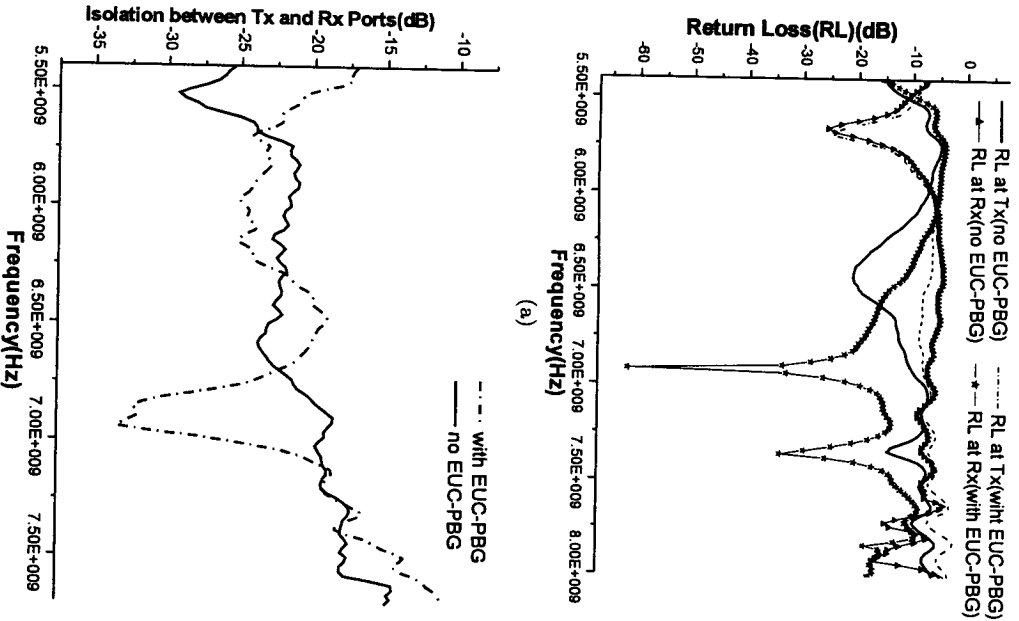 RL at Tx(no EUC-PBG)
RL at Tx(wiht EUC-PBG)
RL at Rx(no EUC-PBG)
RL at Rx(with EUC-PBG)
Return Loss(RL)(dB)
0
-10
-20
-30
-40
-50
-60
5.50E+009
6.00E+009
6.50E+009
7.00E+009
7.50E+009
8.00E+009
Frequency(Hz)
(a)
Isolation between Tx and Rx Ports(dB)
-10
-15
-20
-25
-30
-35
with EUC-PBG
no EUC-PBG
5.50E+009
6.00E+009
6.50E+009
7.00E+009
7.50E+009
Frequency(Hz)